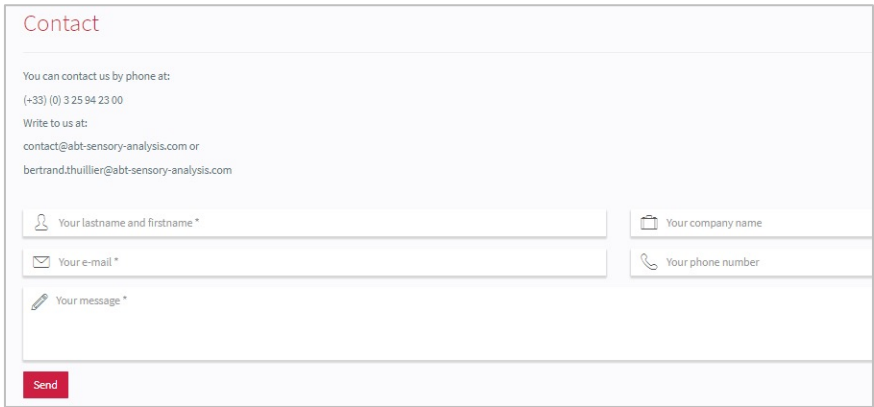 Contact
You can contact us by phone at:
(+33) (0) 3 25 94 23 00
Write to us at:
contact@abt-sensory-analysis.com or
bertrand.thuillier@abt-sensory-analysis.com
Your lastname and firstname *
Your company name
Your e-mail *
Your phone number
Your message *
Send